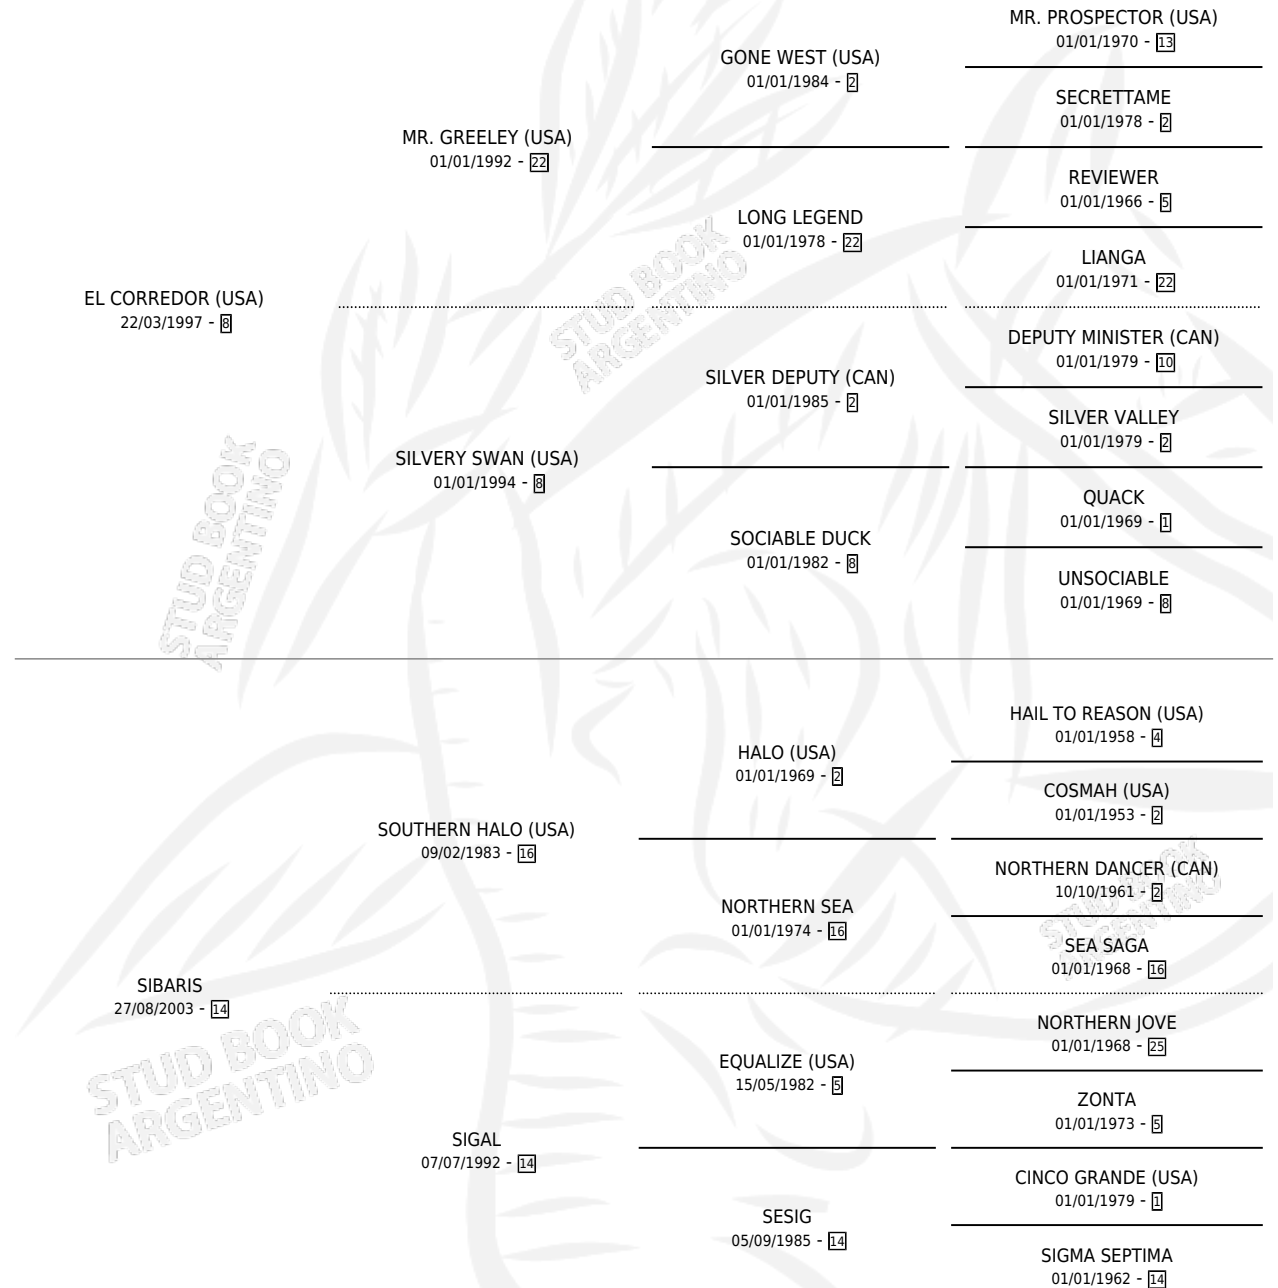 MR. PROSPECTOR (USA)
01/01/1970 - 13
GONE WEST (USA)
01/01/1984 - 2
SECRETTAME
01/01/1978 - 2
MR. GREELEY (USA)
01/01/1992 - 22
REVIEWER
01/01/1966 - 5
LONG LEGEND
01/01/1978 - 22
LIANGA
01/01/1971 - 22
EL CORREDOR (USA)
22/03/1997 - 8
DEPUTY MINISTER (CAN)
01/01/1979 - 10
SILVER DEPUTY (CAN)
01/01/1985 - 2
SILVER VALLEY
01/01/1979 - 2
SILVERY SWAN (USA)
01/01/1994 - 8
QUACK
01/01/1969 - 1
SOCIABLE DUCK
01/01/1982 - 8
UNSOCIABLE
01/01/1969 - 8
HAIL TO REASON (USA)
01/01/1958 - 4
HALO (USA)
01/01/1969 - 2
COSMAH (USA)
01/01/1953 - 2
SOUTHERN HALO (USA)
09/02/1983 - 16
NORTHERN DANCER (CAN)
10/10/1961 - 2
NORTHERN SEA
01/01/1974 - 16
SEA SAGA
01/01/1968 - 16
SIBARIS
27/08/2003 - 14
NORTHERN JOVE
01/01/1968 - 25
EQUALIZE (USA)
15/05/1982 - 5
ZONTA
01/01/1973 - 5
SIGAL
07/07/1992 - 14
CINCO GRANDE (USA)
01/01/1979 - 1
SESIG
05/09/1985 - 14
SIGMA SEPTIMA
01/01/1962 - 14
STUD BOOK
ARGENTINO
STUD BOOK
ARGENTINO
STUD BOOK
ARGENTINO
STUD BOOK
ARGENTINO